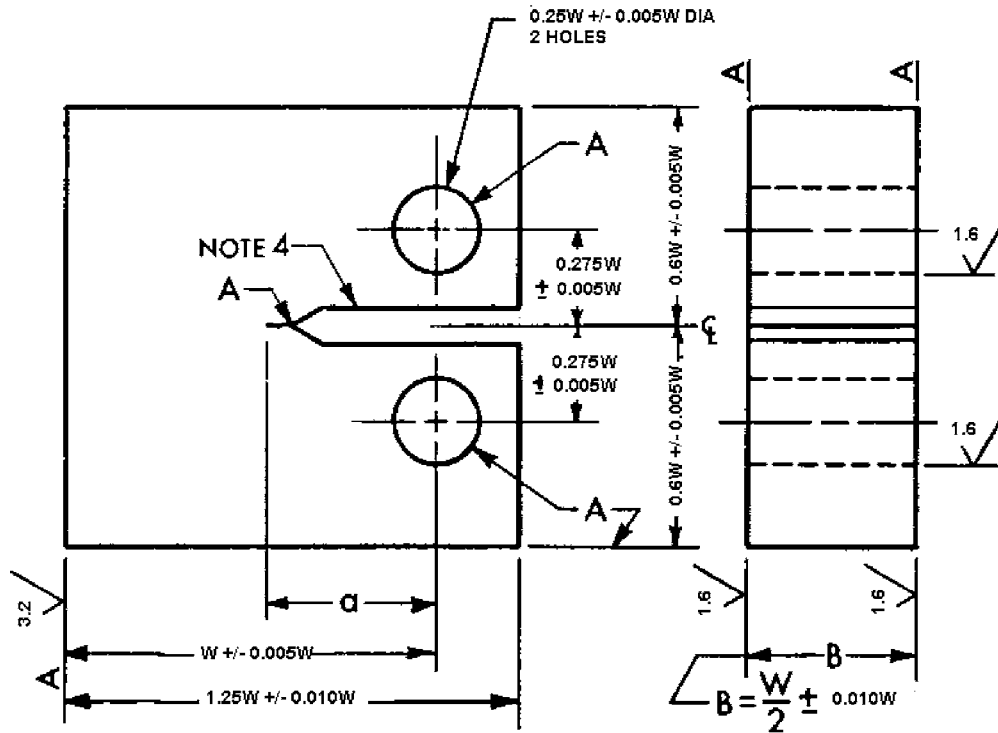 0.25W +/- 0.005W DIA
2 HOLES
A
A
A
0.6W +/- 0.005W
NOTE 4
A
0.275W
± 0.005W
1.6
℄
0.275W
± 0.005W
0.6W +/- 0.005W
1.6
A
3.2
a
1.6
1.6
W +/- 0.005W
B
A
1.25W +/- 0.010W
B = W/2 ± 0.010W